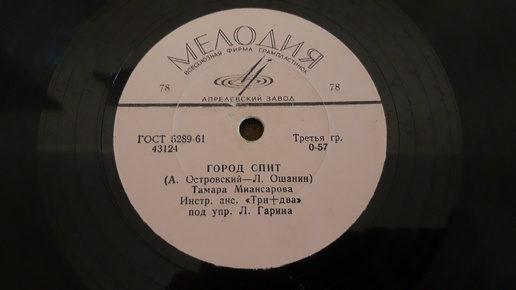 МЕЛОДИЯ
ВСЕСОЮЗНАЯ ФИРМА ГРАМПЛАСТИНОК
78 78
АПРЕЛЕВСКИЙ ЗАВОД
ГОСТ 5289-61 Третья гр.
43124 0-57
ГОРОД СПИТ
(А. Островский—Л. Ошанин)
Тамара Миансарова
Инстр. анс. «Три+два»
под упр. Л. Гарина